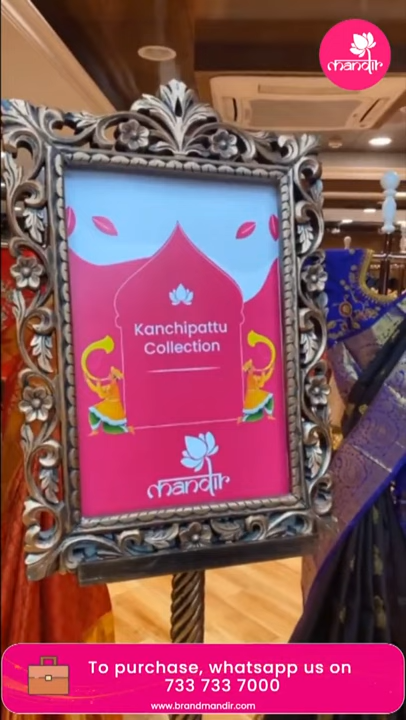 mandir
Kanchipattu
Collection
mandir
To purchase, whatsapp us on
733 733 7000
www.brandmandir.com